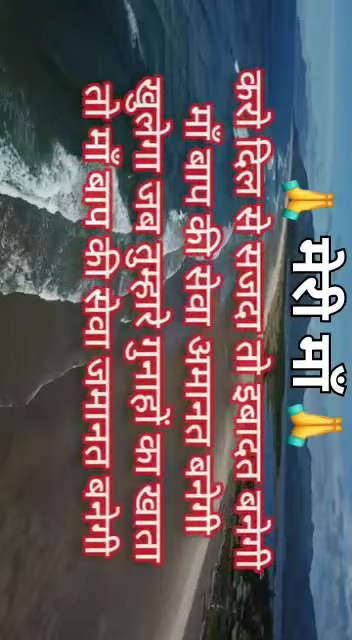 🙏 मेरी माँ 🙏
करो दिल से सजदा तो इबादत बनेगी
माँ बाप की सेवा अमानत बनेगी
खुलेगा जब तुम्हारे गुनाहों का खाता
तो माँ बाप की सेवा जमानत बनेगी